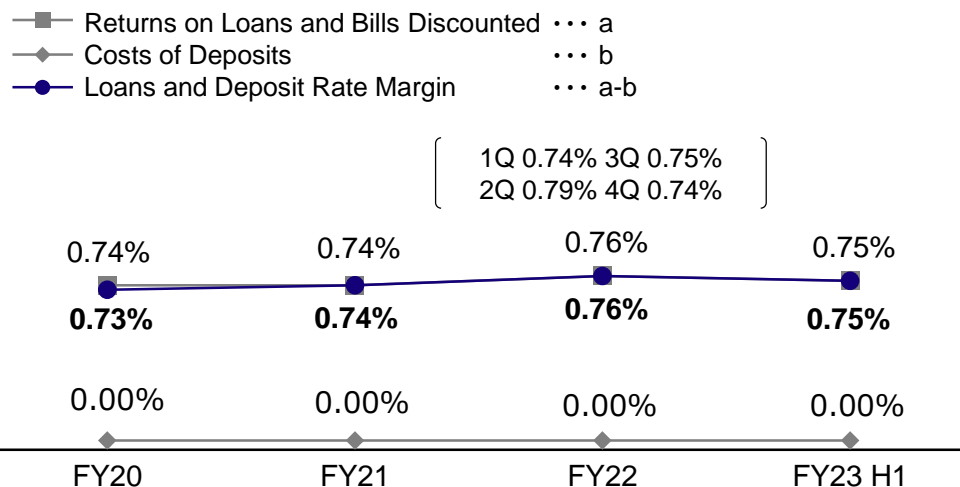 Returns on Loans and Bills Discounted ··· a
Costs of Deposits ··· b
Loans and Deposit Rate Margin ··· a-b
1Q 0.74% 3Q 0.75%
2Q 0.79% 4Q 0.74%
0.74% 0.74% 0.76% 0.75%
0.73% 0.74% 0.76% 0.75%
0.00% 0.00% 0.00% 0.00%
FY20 FY21 FY22 FY23 H1